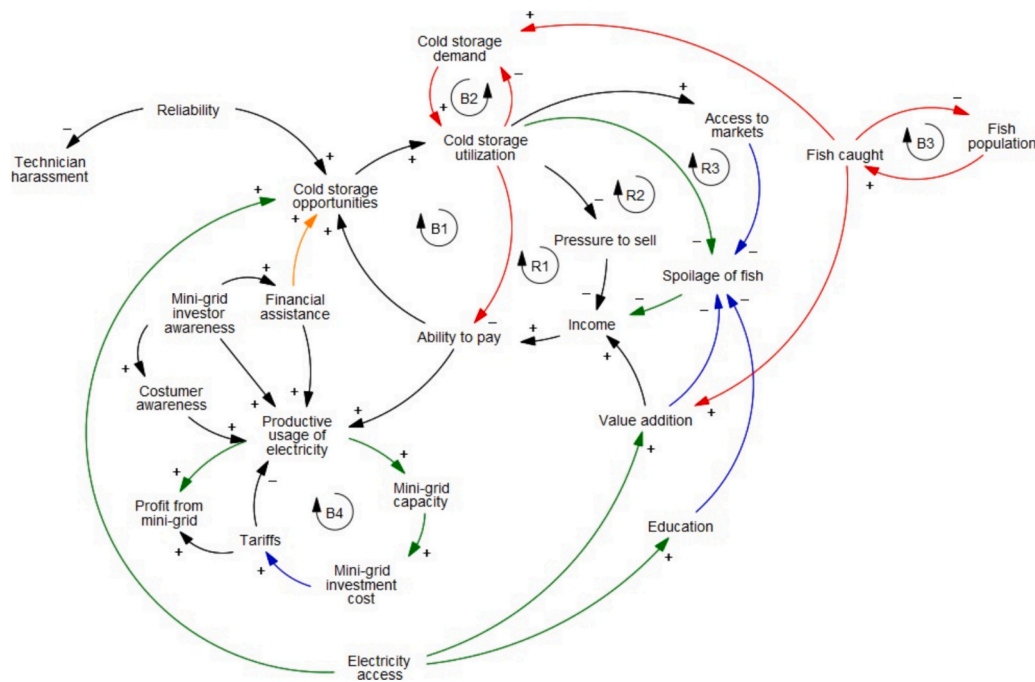 +
Cold storage
demand
−
B2
+
+
Reliability
−
Technician
harassment
Cold storage
utilization
+
Access to
markets
Fish caught
−
B3
Fish
population
+
+
Cold storage
opportunities
+
+
+
B1
R3
R2
−
Pressure to sell
−
−
Spoilage of fish
−
−
R1
−
−
Income
+
+
Mini-grid
investor
awareness
+
Financial
assistance
Ability to pay
−
+
Costumer
awareness
+
+
+
+
Productive
usage of
electricity
Value addition
+
+
+
+
−
Mini-grid
capacity
B4
Profit from
mini-grid
+
Tariffs
+
Education
+
+
Mini-grid
investment
cost
Electricity
access